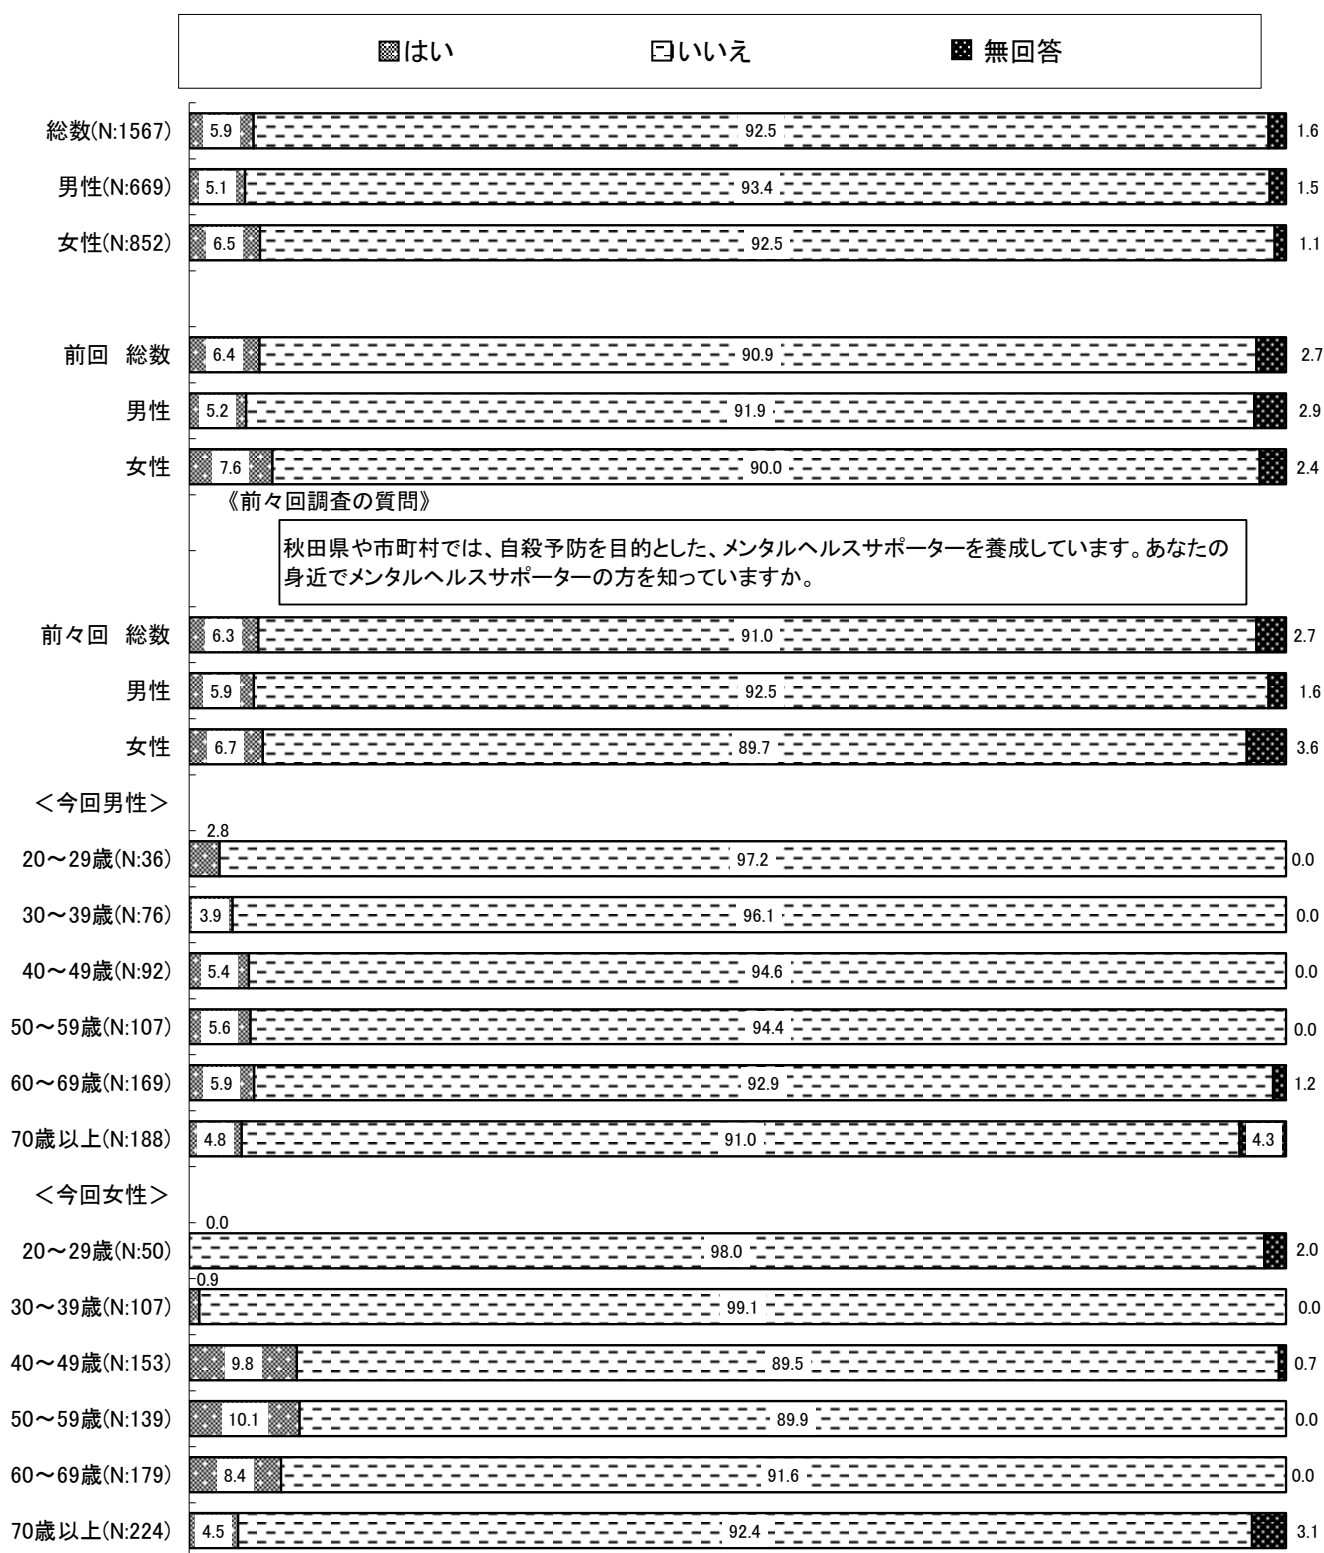 はい いいえ 無回答
総数(N:1567) 5.9 92.5 1.6
男性(N:669) 5.1 93.4 1.5
女性(N:852) 6.5 92.5 1.1
前回 総数 6.4 90.9 2.7
男性 5.2 91.9 2.9
女性 7.6 90.0 2.4
《前々回調査の質問》
秋田県や市町村では、自殺予防を目的とした、メンタルヘルスサポーターを養成しています。あなたの
身近でメンタルヘルスサポーターの方を知っていますか。
前々回 総数 6.3 91.0 2.7
男性 5.9 92.5 1.6
女性 6.7 89.7 3.6
＜今回男性＞
2.8
20～29歳(N:36) 97.2 0.0
30～39歳(N:76) 3.9 96.1 0.0
40～49歳(N:92) 5.4 94.6 0.0
50～59歳(N:107) 5.6 94.4 0.0
60～69歳(N:169) 5.9 92.9 1.2
70歳以上(N:188) 4.8 91.0 4.3
＜今回女性＞
0.0
20～29歳(N:50) 98.0 2.0
0.9
30～39歳(N:107) 99.1 0.0
40～49歳(N:153) 9.8 89.5 0.7
50～59歳(N:139) 10.1 89.9 0.0
60～69歳(N:179) 8.4 91.6 0.0
70歳以上(N:224) 4.5 92.4 3.1